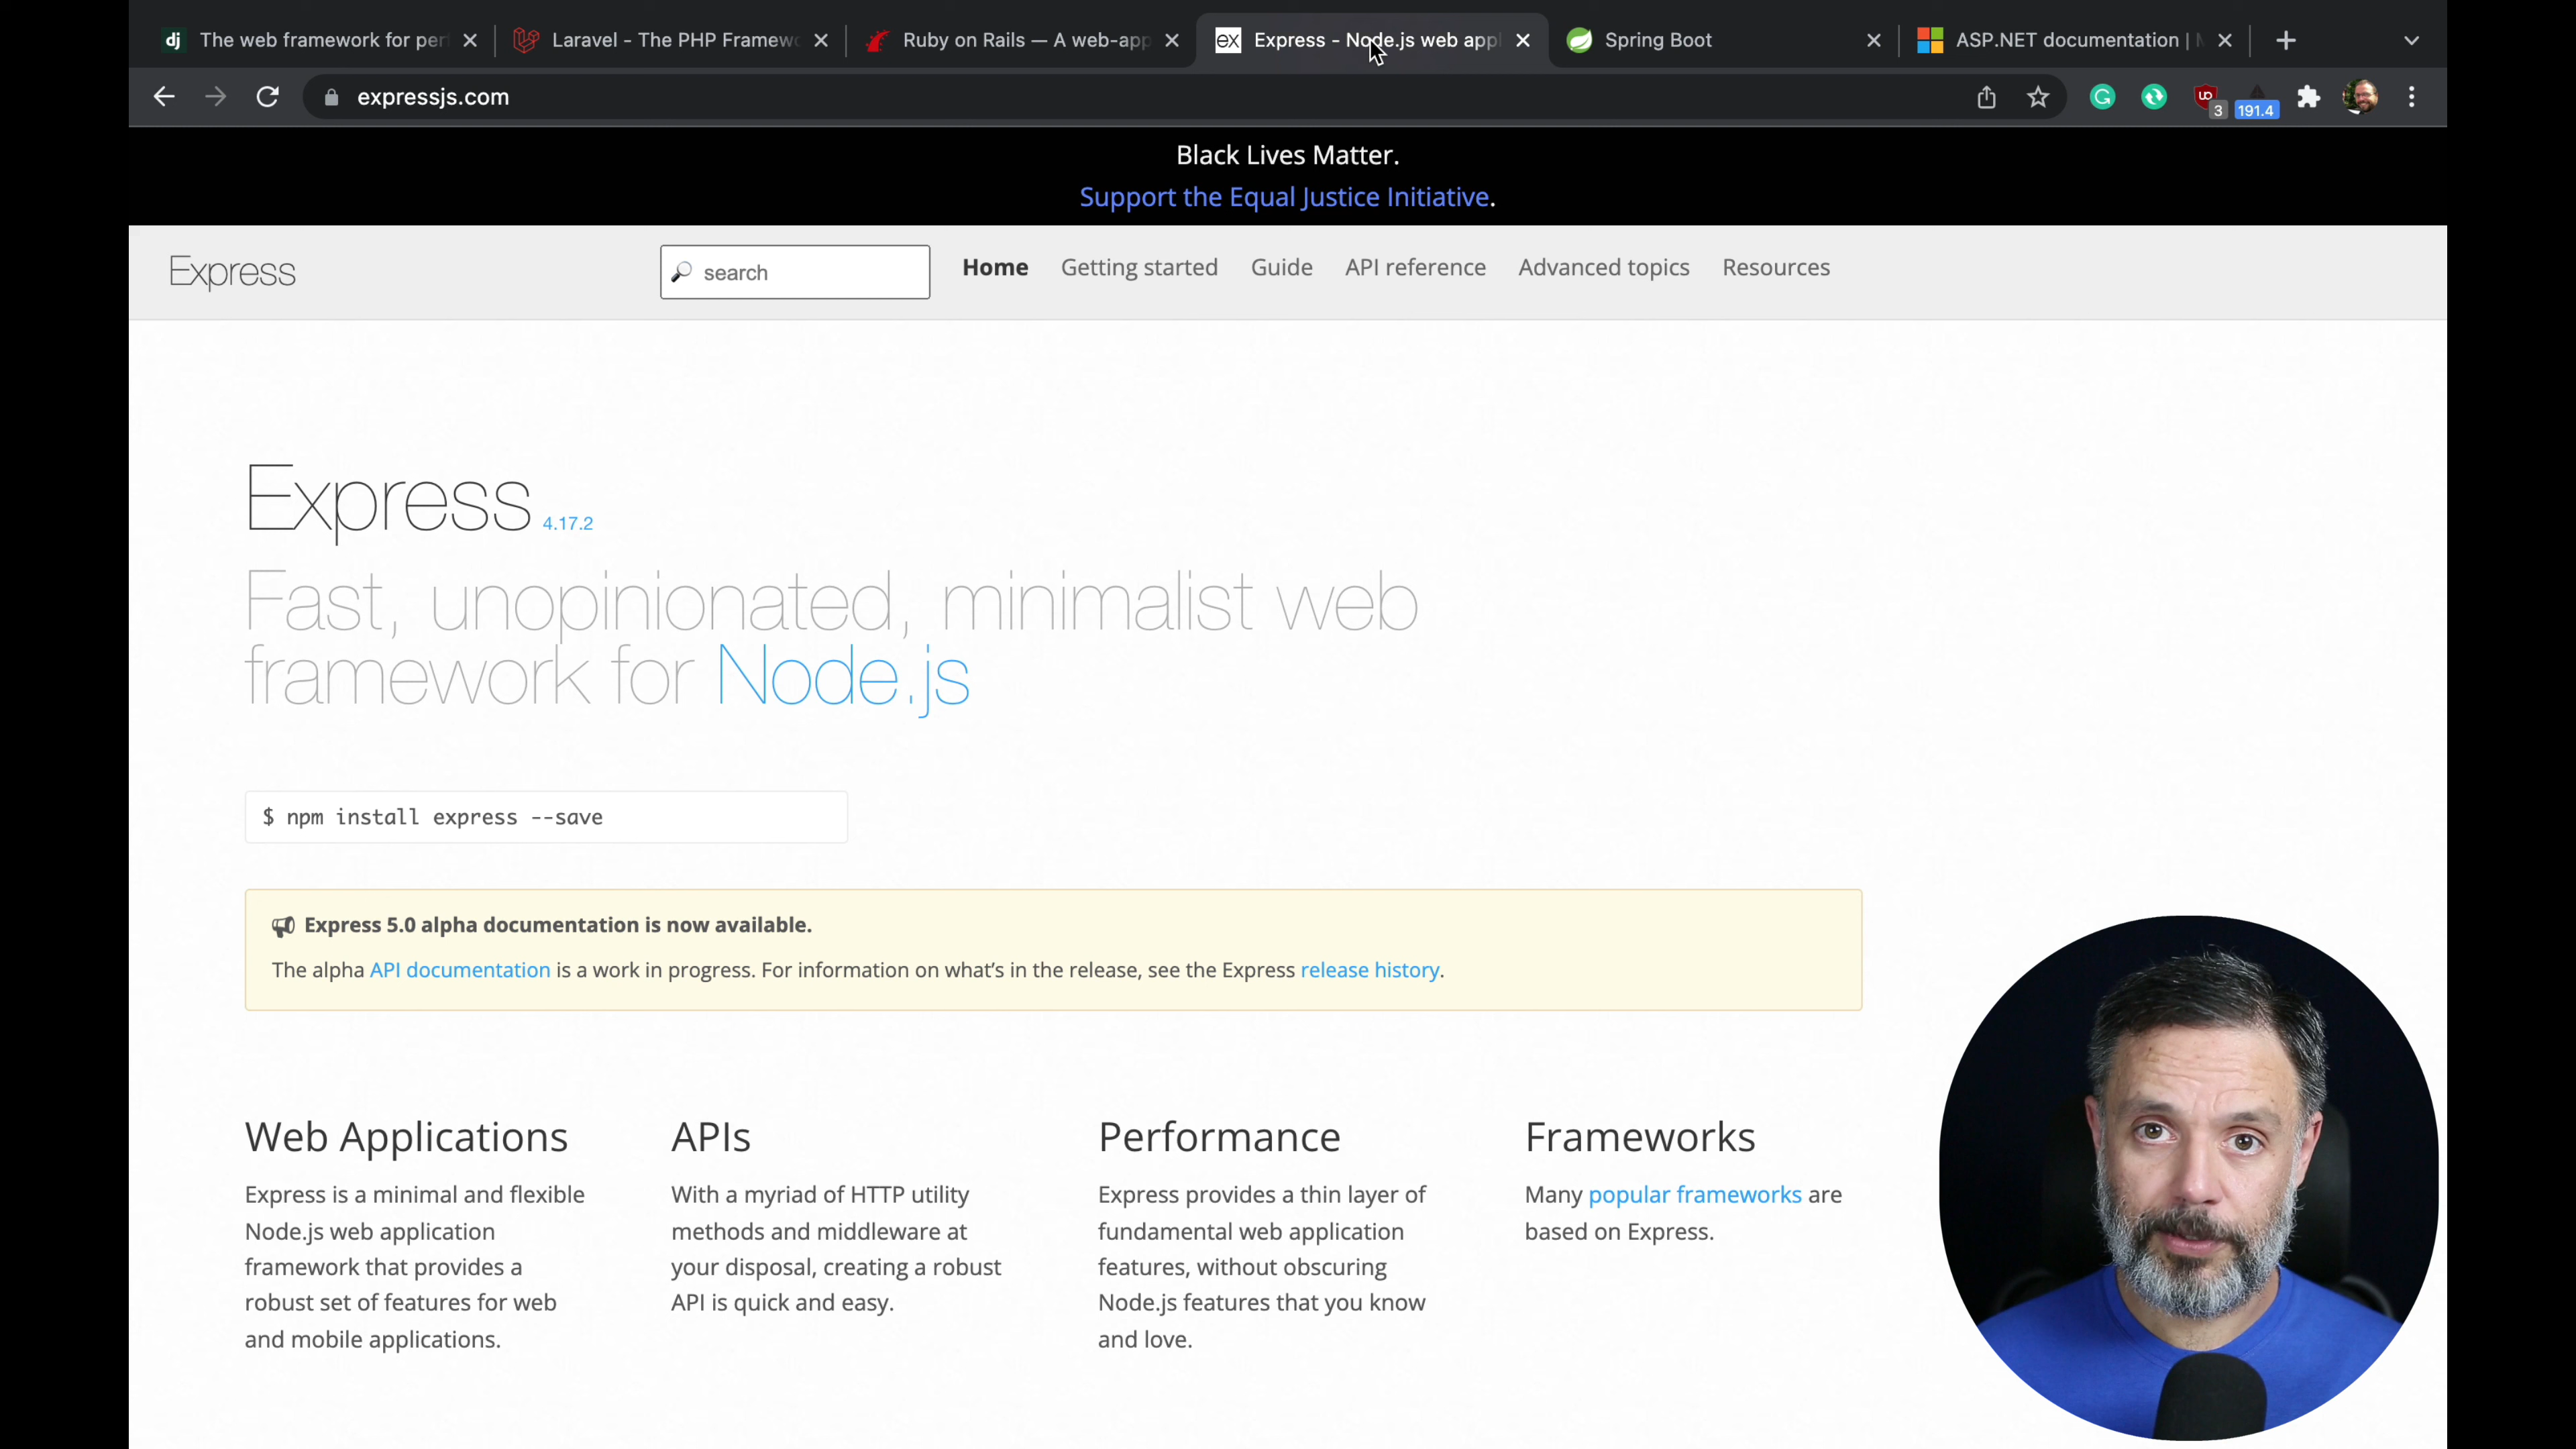 dj The web framework for per
Laravel - The PHP Framewo
Ruby on Rails — A web-app
ex Express - Node.js web appl
Spring Boot
ASP.NET documentation | M
expressjs.com
G
3
191.4
Black Lives Matter.
Support the Equal Justice Initiative.
Express
search
Home Getting started Guide API reference Advanced topics Resources
Express 4.17.2
Fast, unopinionated, minimalist web
framework for Node.js
$ npm install express --save
Express 5.0 alpha documentation is now available.
The alpha API documentation is a work in progress. For information on what’s in the release, see the Express release history.
Web Applications
Express is a minimal and flexible
Node.js web application
framework that provides a
robust set of features for web
and mobile applications.
APIs
With a myriad of HTTP utility
methods and middleware at
your disposal, creating a robust
API is quick and easy.
Performance
Express provides a thin layer of
fundamental web application
features, without obscuring
Node.js features that you know
and love.
Frameworks
Many popular frameworks are
based on Express.